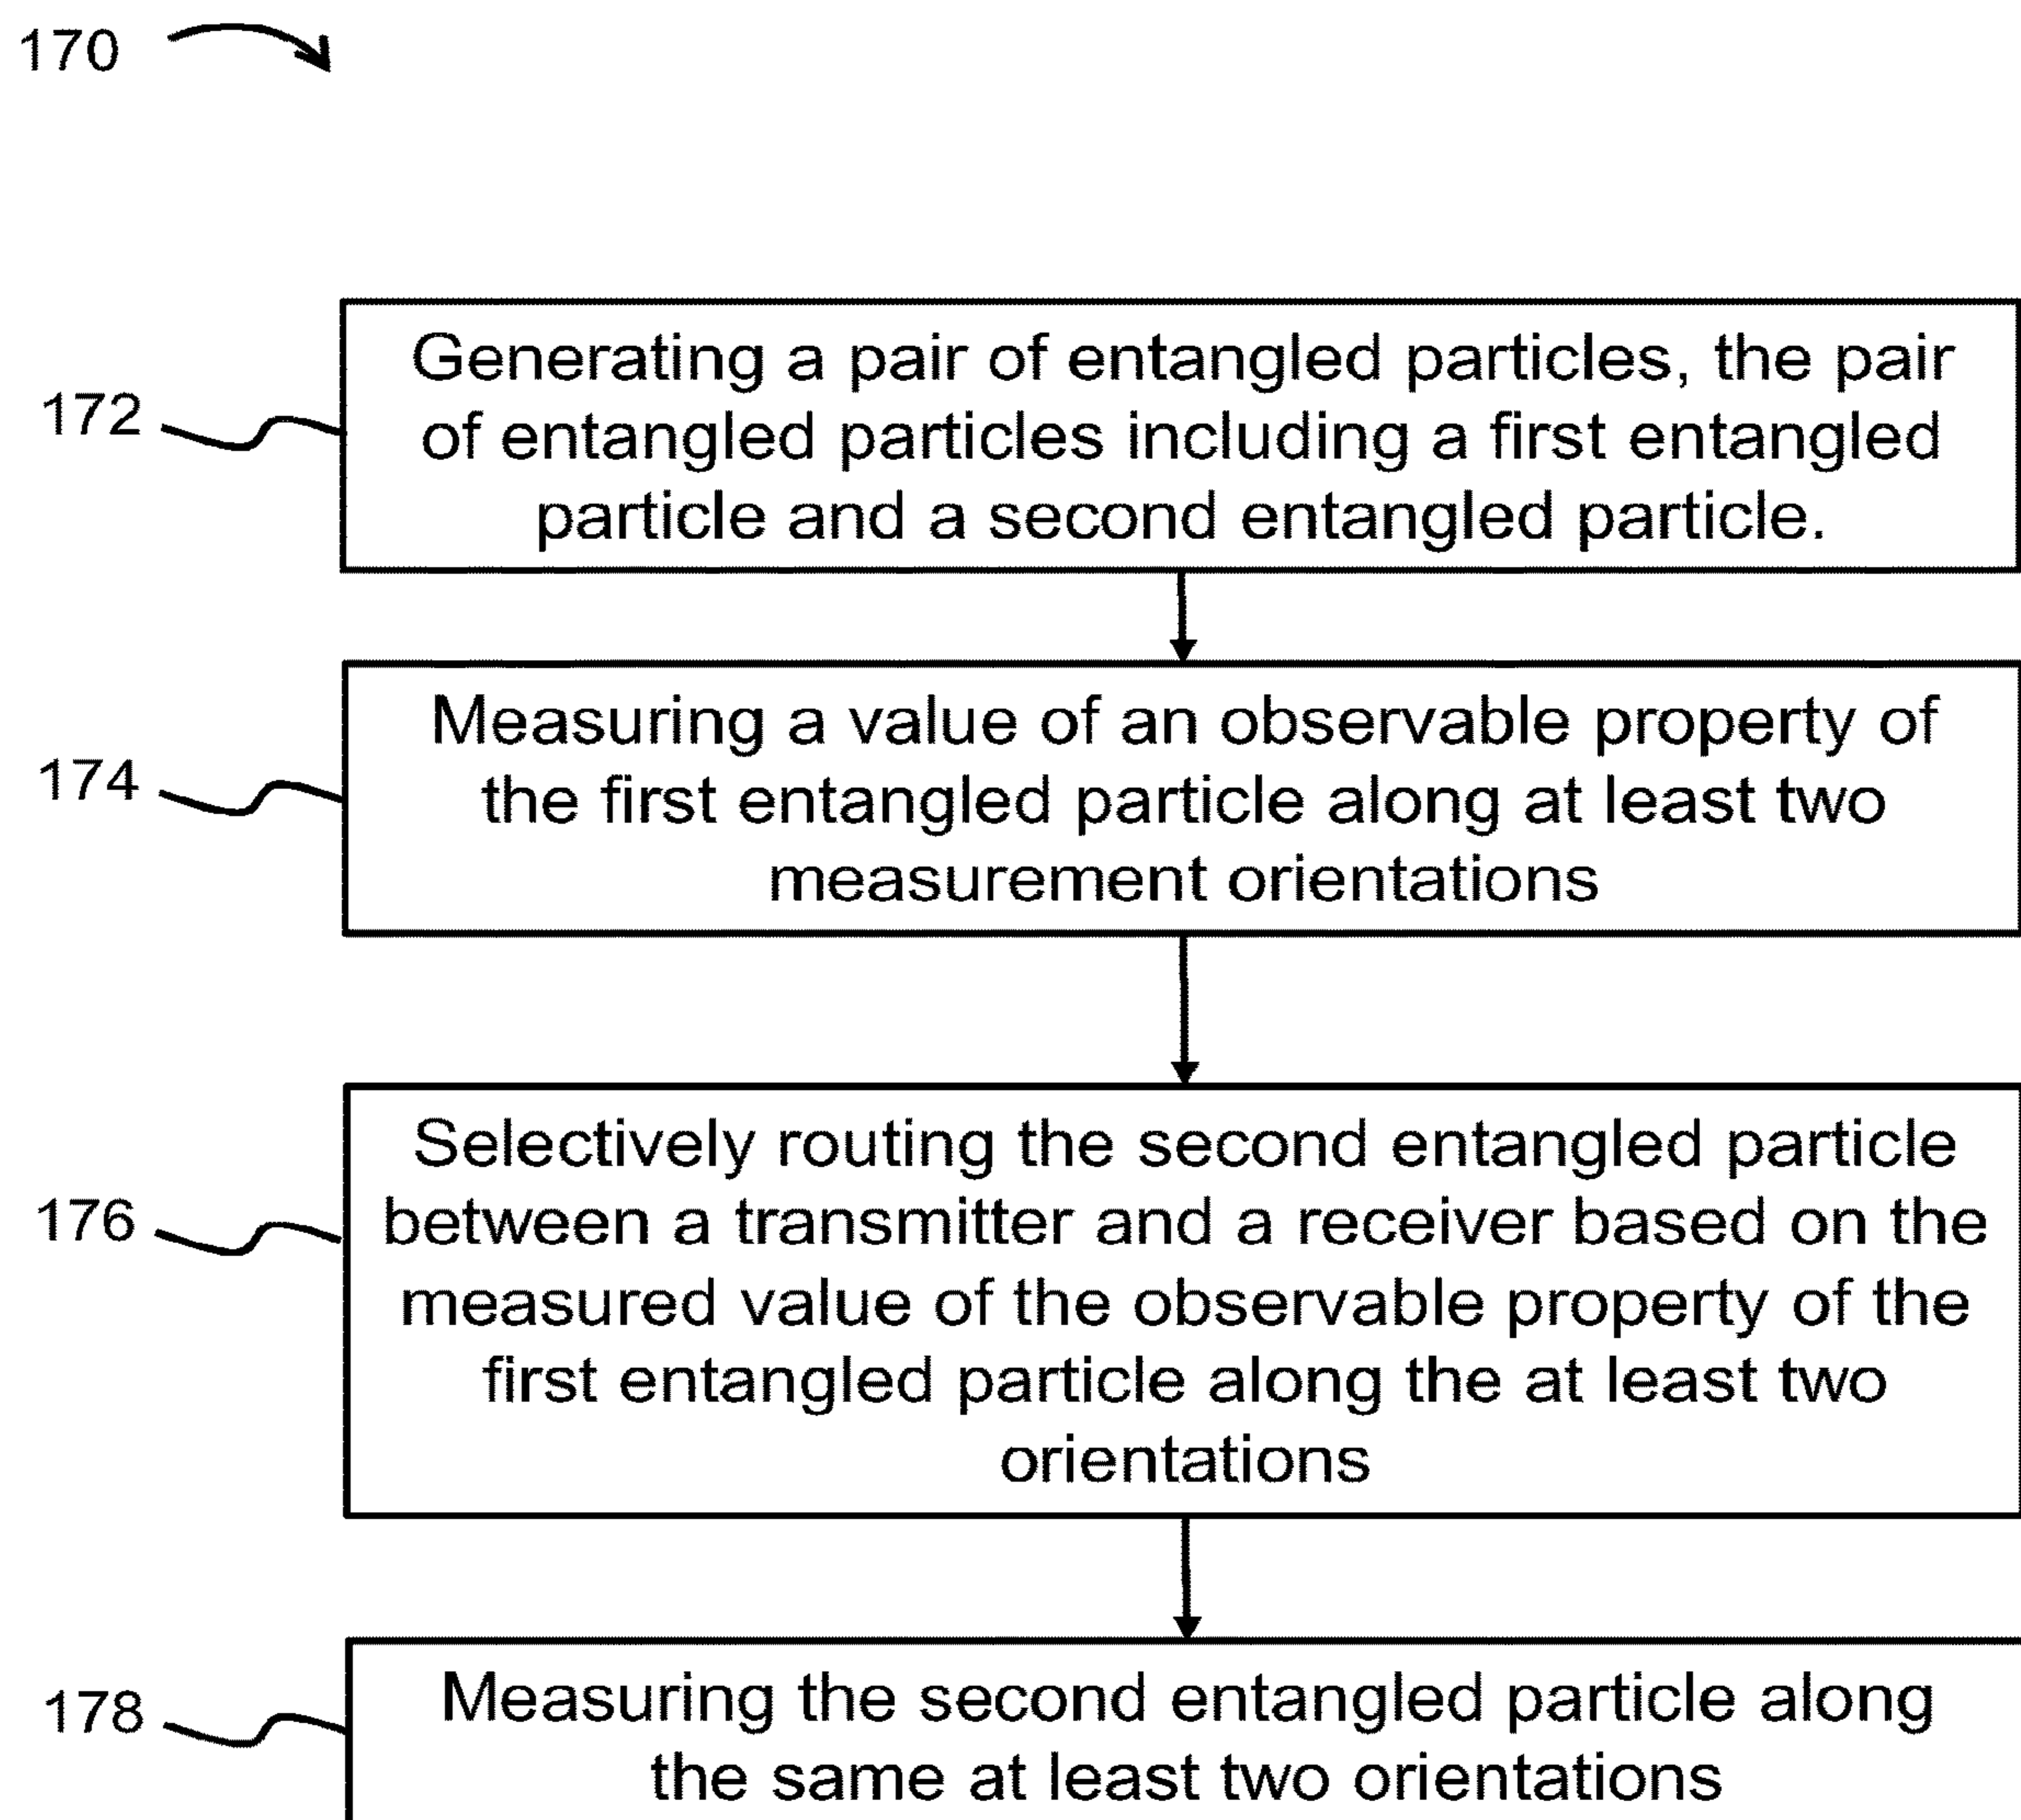 170
172
Generating a pair of entangled particles, the pair
of entangled particles including a first entangled
particle and a second entangled particle.
174
Measuring a value of an observable property of
the first entangled particle along at least two
measurement orientations
176
Selectively routing the second entangled particle
between a transmitter and a receiver based on the
measured value of the observable property of the
first entangled particle along the at least two
orientations
178
Measuring the second entangled particle along
the same at least two orientations